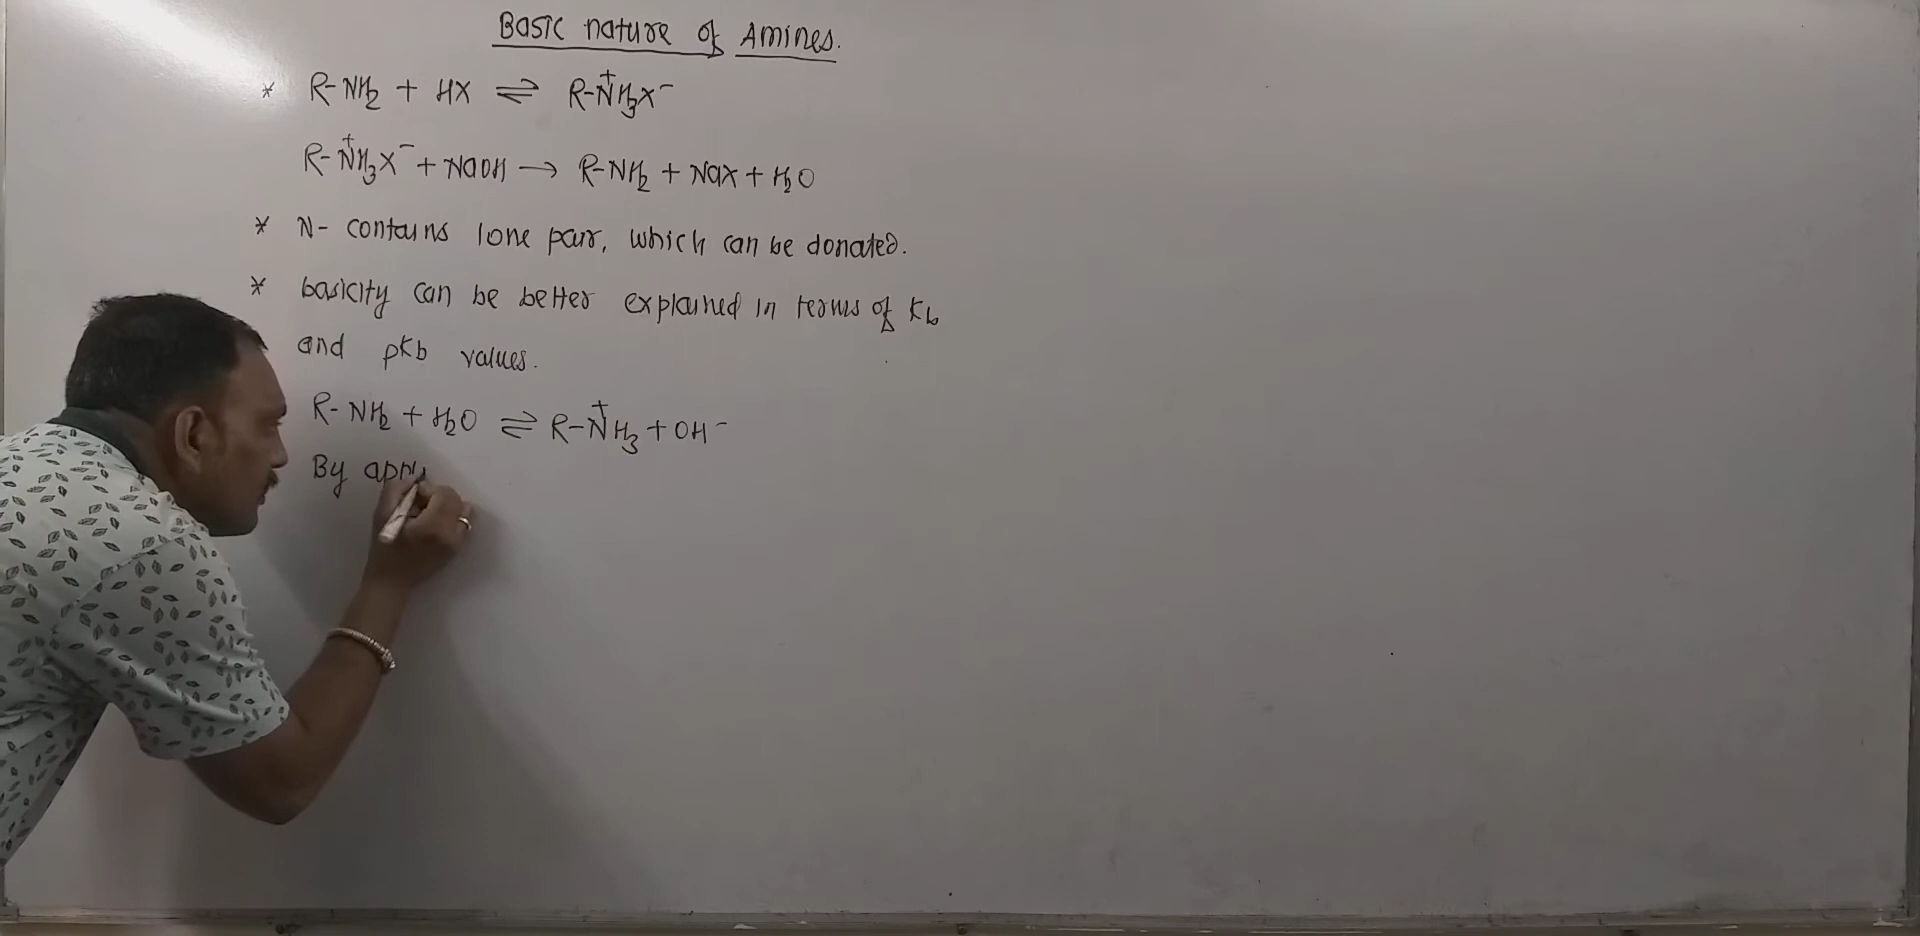 Basic nature of Amines.
* R-NH₂ + HX ⇌ R-N⁺H₃X⁻
R-N⁺H₃X⁻ + NaOH → R-NH₂ + NaX + H₂O
* N- contains lone pair, which can be donated.
* basicity can be better explained in terms of Kb
and pKb values.
R-NH₂ + H₂O ⇌ R-N⁺H₃ + OH⁻
By